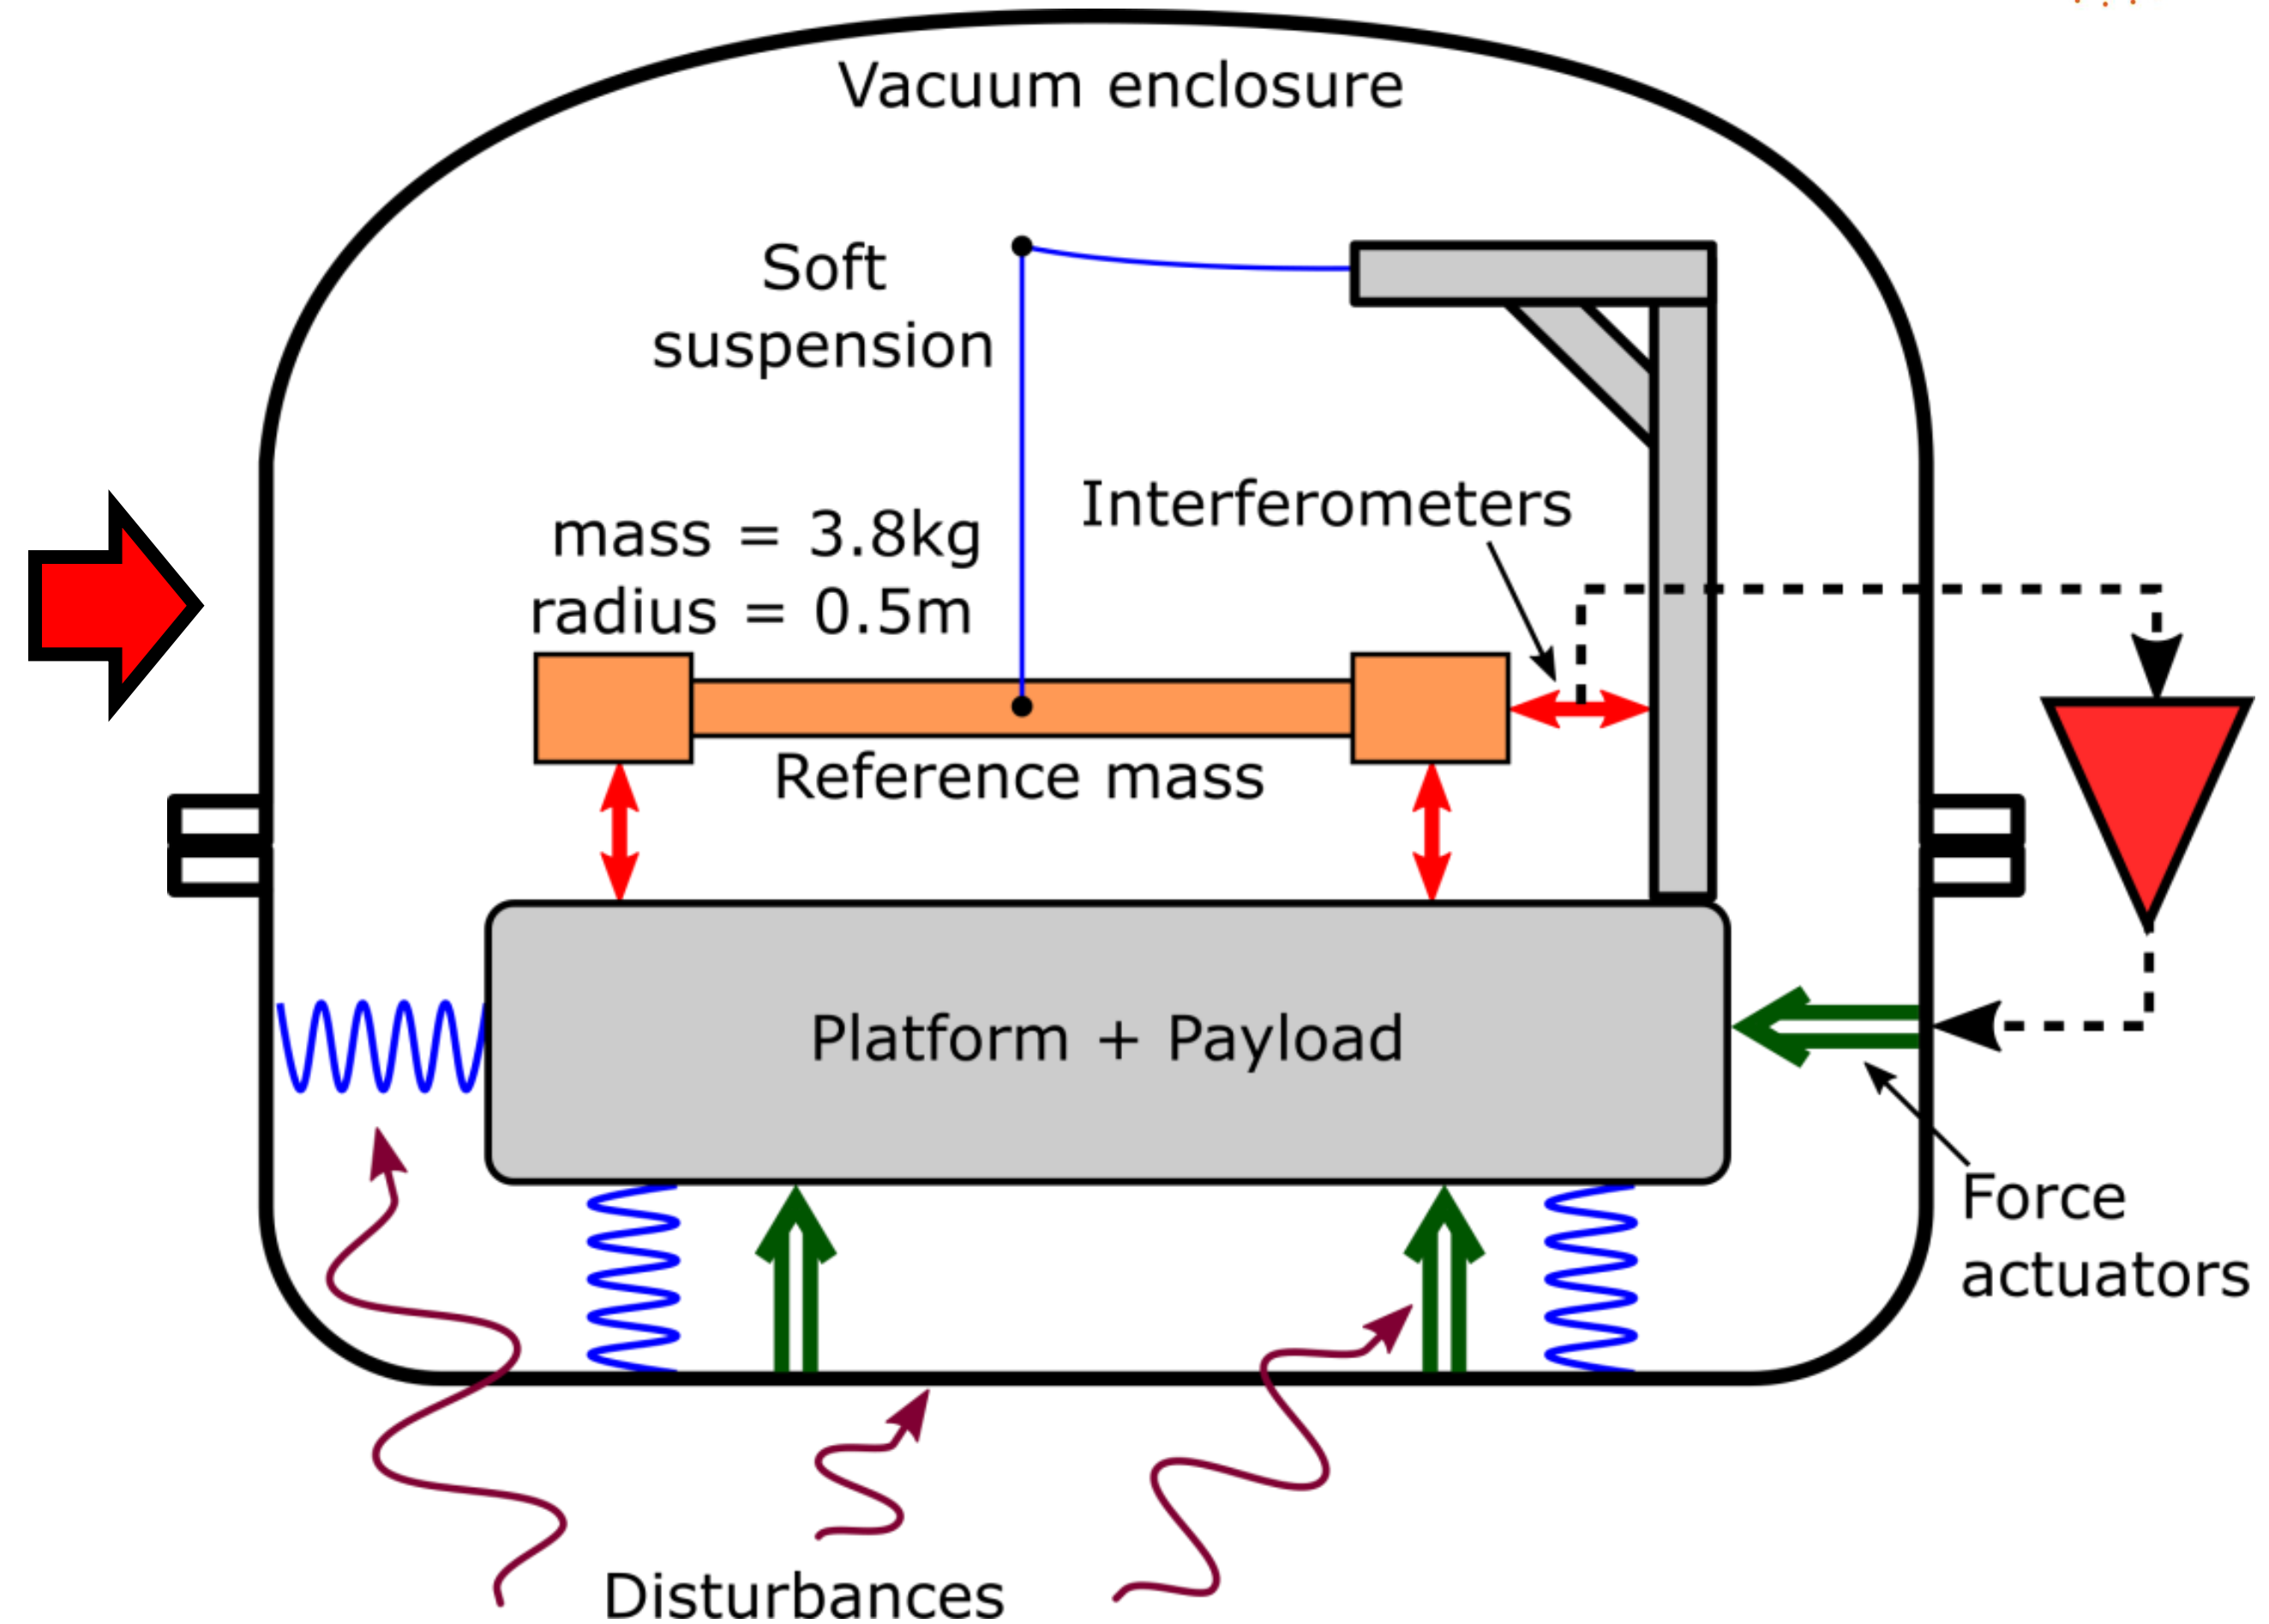 Vacuum enclosure
Soft
suspension
Interferometers
mass = 3.8kg
radius = 0.5m
Reference mass
Platform + Payload
Force
actuators
Disturbances